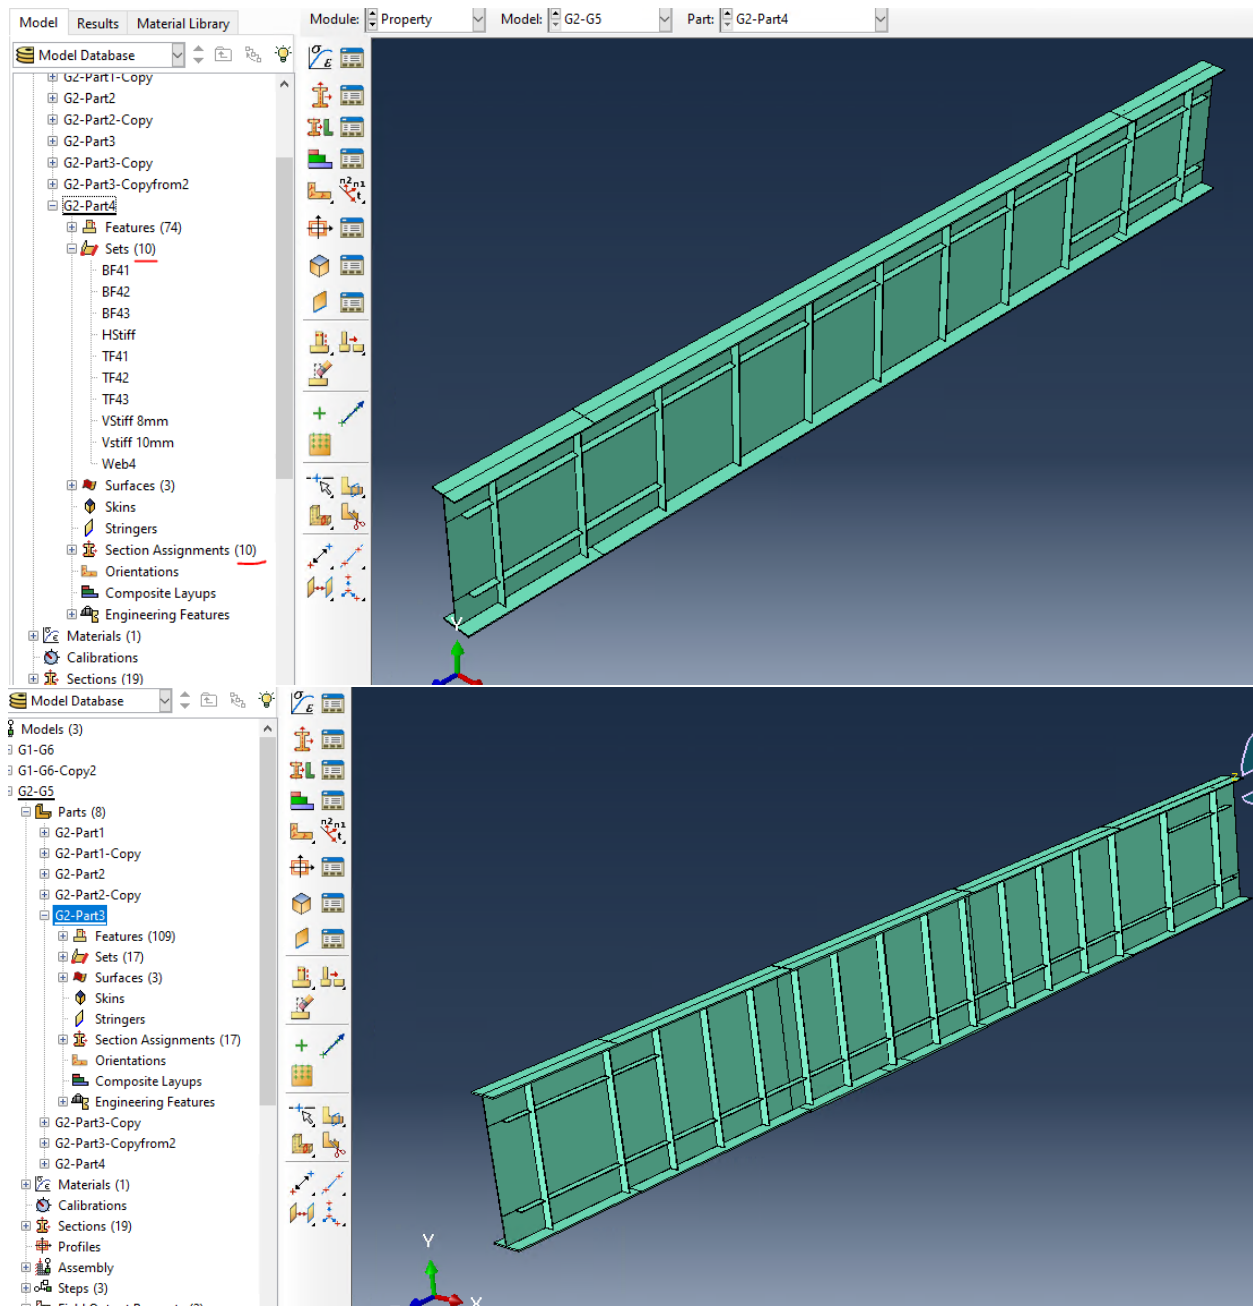 Model Results Material Library
Module: Property Model: G2-G5 Part: G2-Part4
Model Database
G2-Part1-Copy
G2-Part2
G2-Part2-Copy
G2-Part3
G2-Part3-Copy
G2-Part3-Copyfrom2
G2-Part4
Features (74)
Sets (10)
BF41
BF42
BF43
HStiff
TF41
TF42
TF43
VStiff 8mm
Vstiff 10mm
Web4
Surfaces (3)
Skins
Stringers
Section Assignments (10)
Orientations
Composite Layups
Engineering Features
Materials (1)
Calibrations
Sections (19)
Y
Model Database
Models (3)
G1-G6
G1-G6-Copy2
G2-G5
Parts (8)
G2-Part1
G2-Part1-Copy
G2-Part2
G2-Part2-Copy
G2-Part3
Features (109)
Sets (17)
Surfaces (3)
Skins
Stringers
Section Assignments (17)
Orientations
Composite Layups
Engineering Features
G2-Part3-Copy
G2-Part3-Copyfrom2
G2-Part4
Materials (1)
Calibrations
Sections (19)
Profiles
Assembly
Steps (3)
Y
X